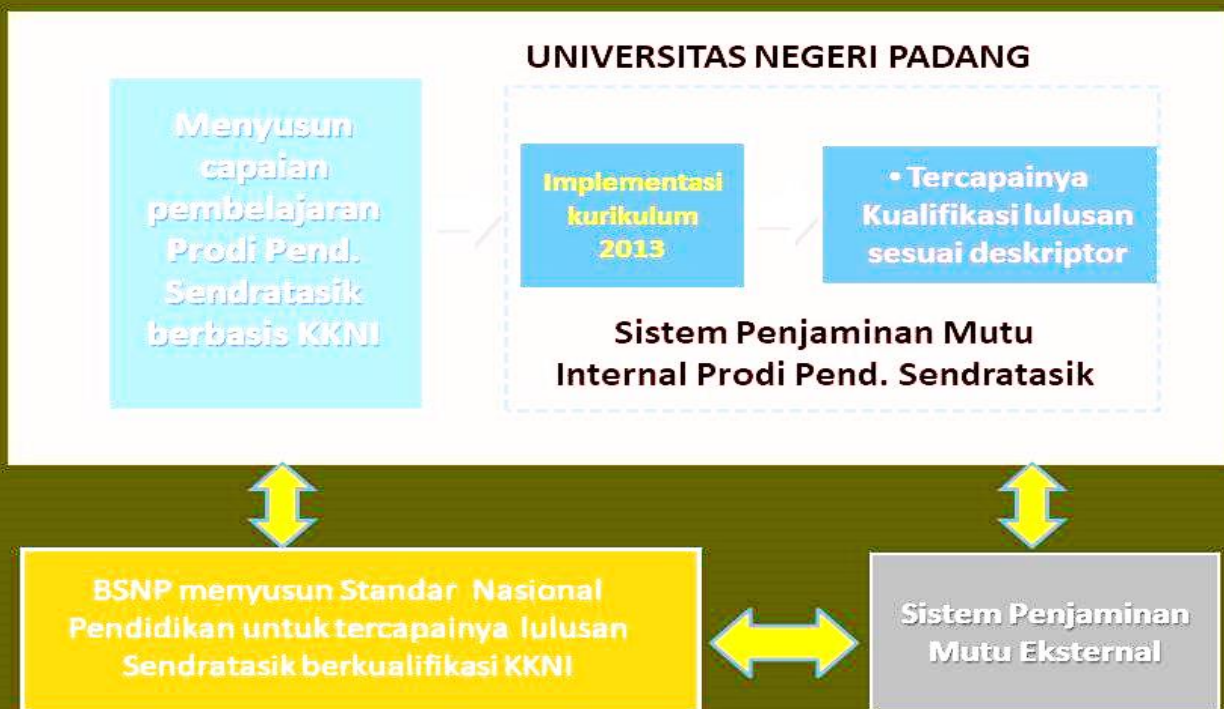 UNIVERSITAS NEGERI PADANG
Menyusun
capaian
pembelajaran
Prodi Pend.
Sendratasik
berbasis KKNI
Implementasi
kurikulum
2013
• Tercapainya
Kualifikasi lulusan
sesuai deskriptor
Sistem Penjaminan Mutu
Internal Prodi Pend. Sendratasik
BSNP menyusun Standar Nasional
Pendidikan untuk tercapainya lulusan
Sendratasik berkualifikasi KKNI
Sistem Penjaminan
Mutu Eksternal